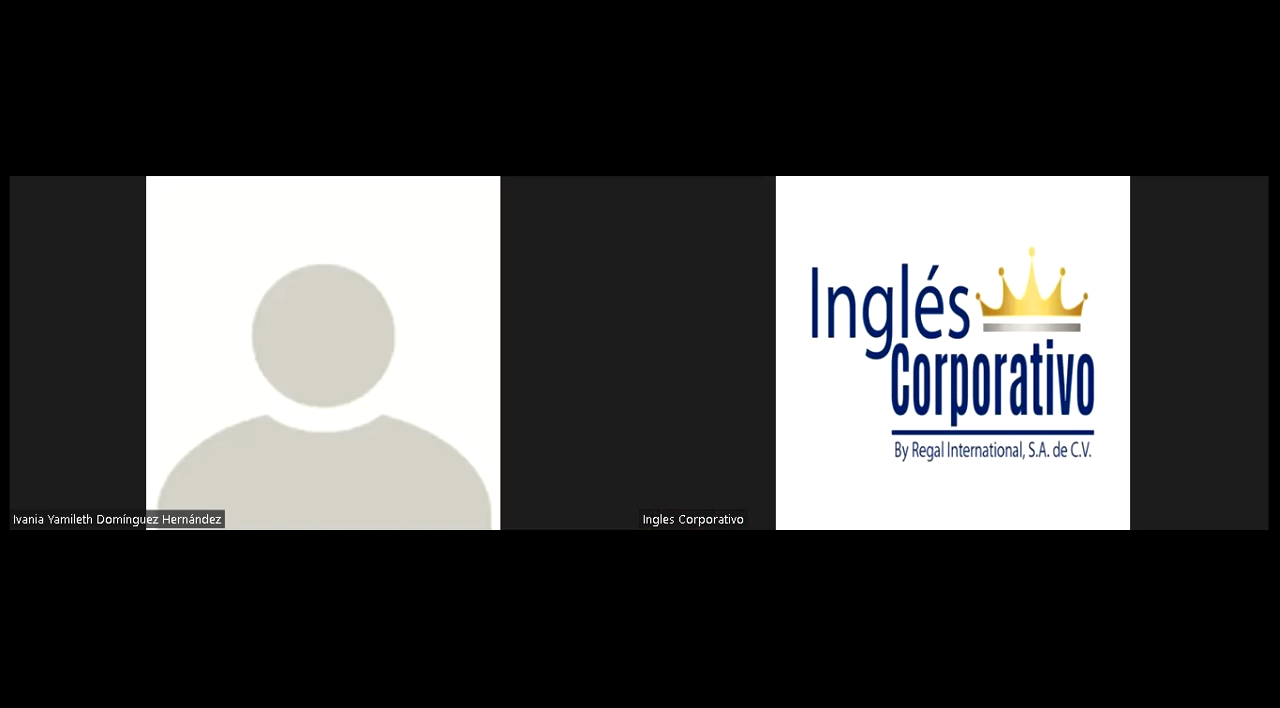 Inglés
Corporativo
By Regal International, S.A. de C.V.
Ivania Yamileth Domínguez Hernández
Ingles Corporativo